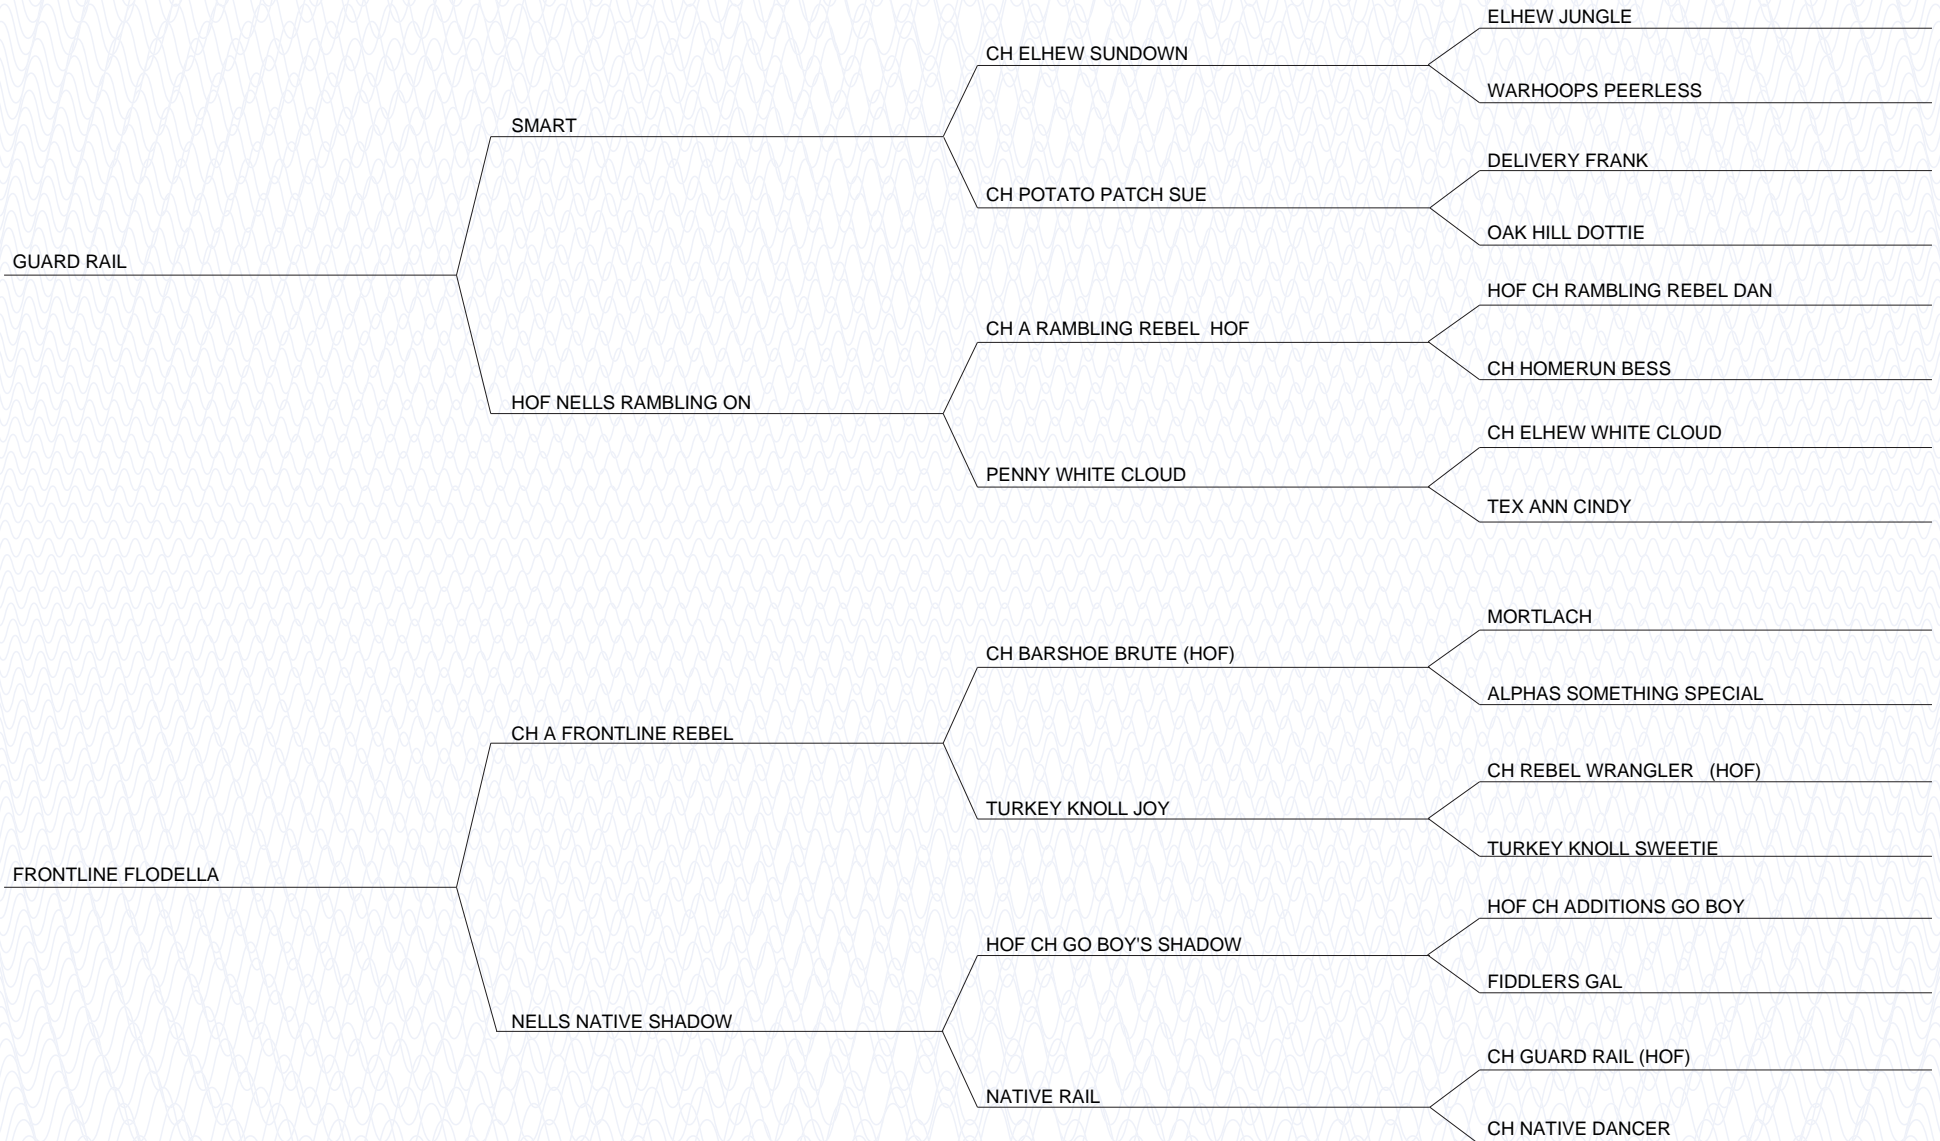 ELHEW JUNGLE
CH ELHEW SUNDOWN
WARHOOPS PEERLESS
SMART
DELIVERY FRANK
CH POTATO PATCH SUE
OAK HILL DOTTIE
GUARD RAIL
HOF CH RAMBLING REBEL DAN
CH A RAMBLING REBEL  HOF
CH HOMERUN BESS
HOF NELLS RAMBLING ON
CH ELHEW WHITE CLOUD
PENNY WHITE CLOUD
TEX ANN CINDY
MORTLACH
CH BARSHOE BRUTE (HOF)
ALPHAS SOMETHING SPECIAL
CH A FRONTLINE REBEL
CH REBEL WRANGLER   (HOF)
TURKEY KNOLL JOY
TURKEY KNOLL SWEETIE
FRONTLINE FLODELLA
HOF CH ADDITIONS GO BOY
HOF CH GO BOY'S SHADOW
FIDDLERS GAL
NELLS NATIVE SHADOW
CH GUARD RAIL (HOF)
NATIVE RAIL
CH NATIVE DANCER